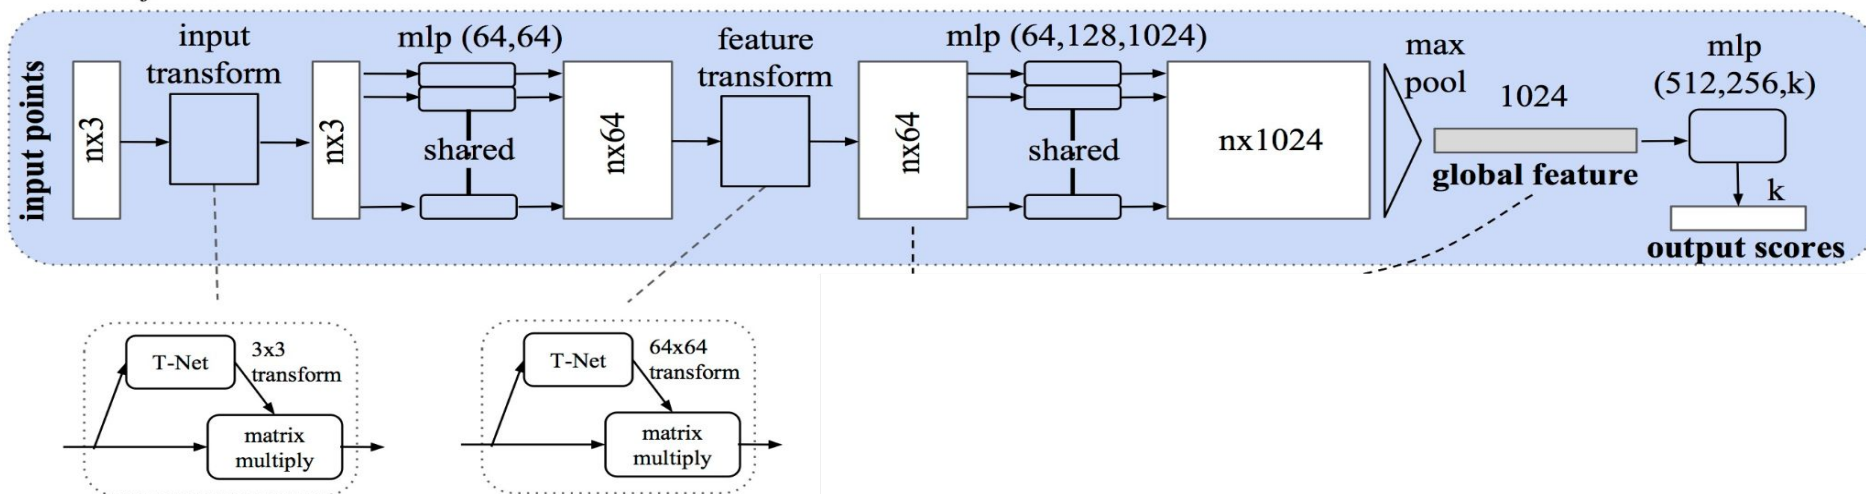 input points
nx3
input
transform
nx3
mlp (64,64)
shared
nx64
feature
transform
nx64
mlp (64,128,1024)
shared
nx1024
max
pool
1024
global feature
mlp
(512,256,k)
k
output scores
T-Net
3x3
transform
matrix
multiply
T-Net
64x64
transform
matrix
multiply